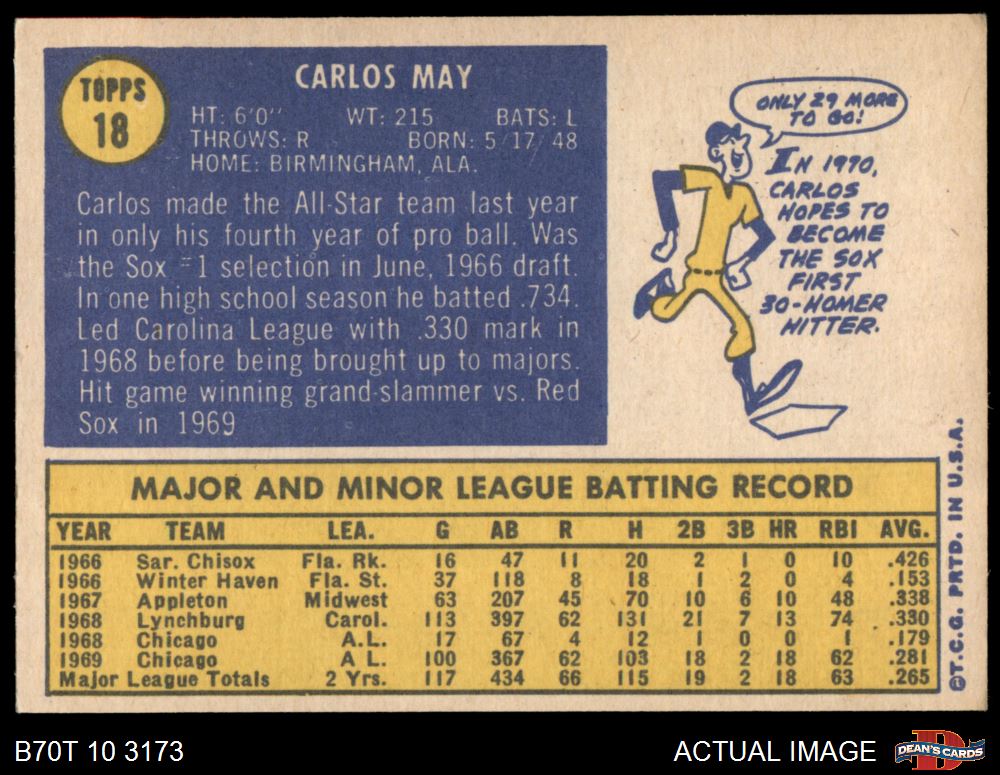 TOPPS
18
CARLOS MAY
HT: 6'0" WT: 215 BATS: L
THROWS: R BORN: 5/17/48
HOME: BIRMINGHAM, ALA.
Carlos made the All-Star team last year
in only his fourth year of pro ball. Was
the Sox #1 selection in June, 1966 draft.
In one high school season he batted .734.
Led Carolina League with .330 mark in
1968 before being brought up to majors.
Hit game winning grand-slammer vs. Red
Sox in 1969
ONLY 29 MORE
TO GO!
IN 1970,
CARLOS
HOPES TO
BECOME
THE SOX
FIRST
30-HOMER
HITTER.
MAJOR AND MINOR LEAGUE BATTING RECORD
YEAR TEAM LEA. G AB R H 2B 3B HR RBI AVG.
1966 Sar. Chisox Fla. Rk. 16 47 11 20 2 1 0 10 .426
1966 Winter Haven Fla. St. 37 118 8 18 1 2 0 4 .153
1967 Appleton Midwest 63 207 45 70 10 6 10 48 .338
1968 Lynchburg Carol. 113 397 62 131 21 7 13 74 .330
1968 Chicago A.L. 17 67 4 12 1 0 0 1 .179
1969 Chicago A L. 100 367 62 103 18 2 18 62 .281
Major League Totals 2 Yrs. 117 434 66 115 19 2 18 63 .265
©T.C.G. PRTD. IN U.S.A.
B70T 10 3173
ACTUAL IMAGE
D
DEAN'S CARDS